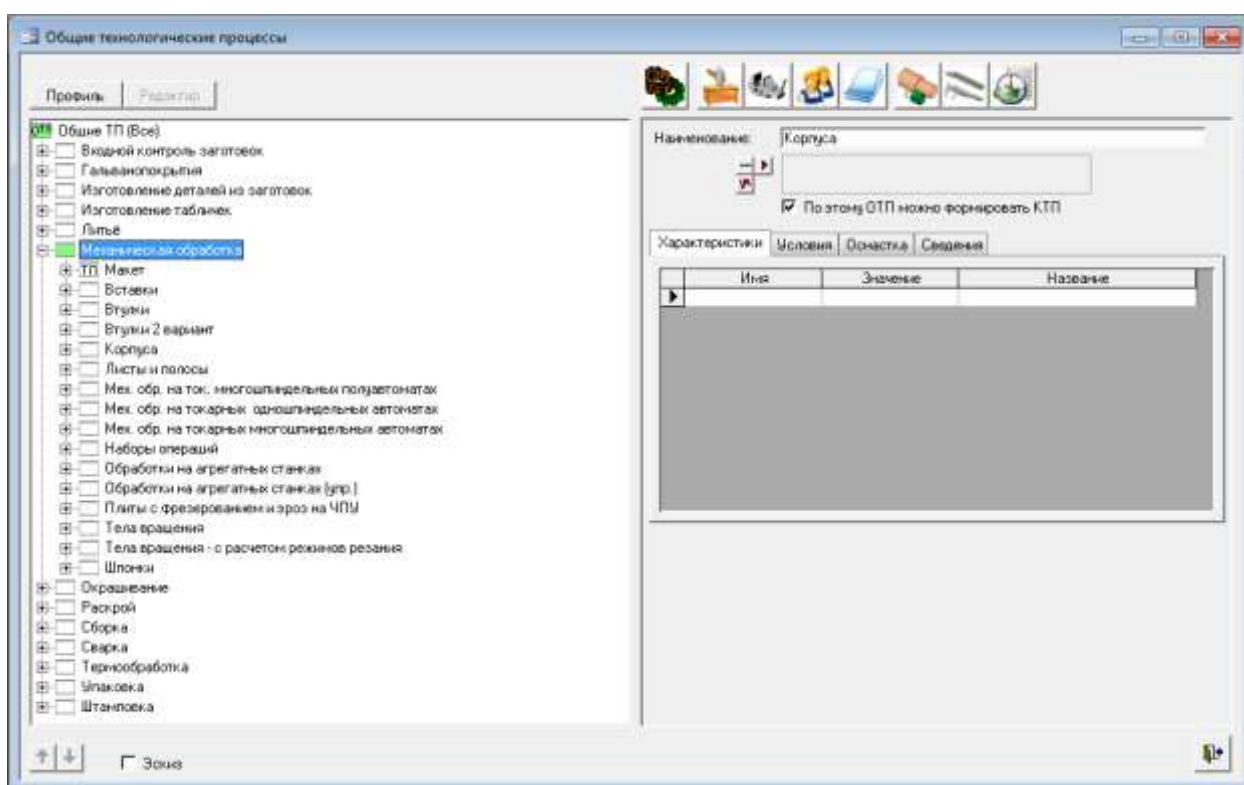 Общие технологические процессы
Профиль
Редактир
ОТП Общие ТП (Все)
Входной контроль заготовок
Гальванопокрытия
Изготовление деталей из заготовок
Изготовление табличек
Литьё
Механическая обработка
ТП Макет
Вставки
Втулки
Втулки 2 вариант
Корпуса
Листы и полосы
Мех. обр. на ток. многошпиндельных полуавтоматах
Мех. обр. на токарных одношпиндельных автоматах
Мех. обр. на токарных многошпиндельных автоматах
Наборы операций
Обработки на агрегатных станках
Обработки на агрегатных станках (упр.)
Плиты с фрезерованием и эроз на ЧПУ
Тела вращения
Тела вращения - с расчетом режимов резания
Шпонки
Окрашивание
Раскрой
Сборка
Сварка
Термообработка
Упаковка
Штамповка
Эскиз
Наименование: Корпуса
По этому ОТП можно формировать КТП
Характеристики Условия Оснастка Сведения
Имя Значение Название